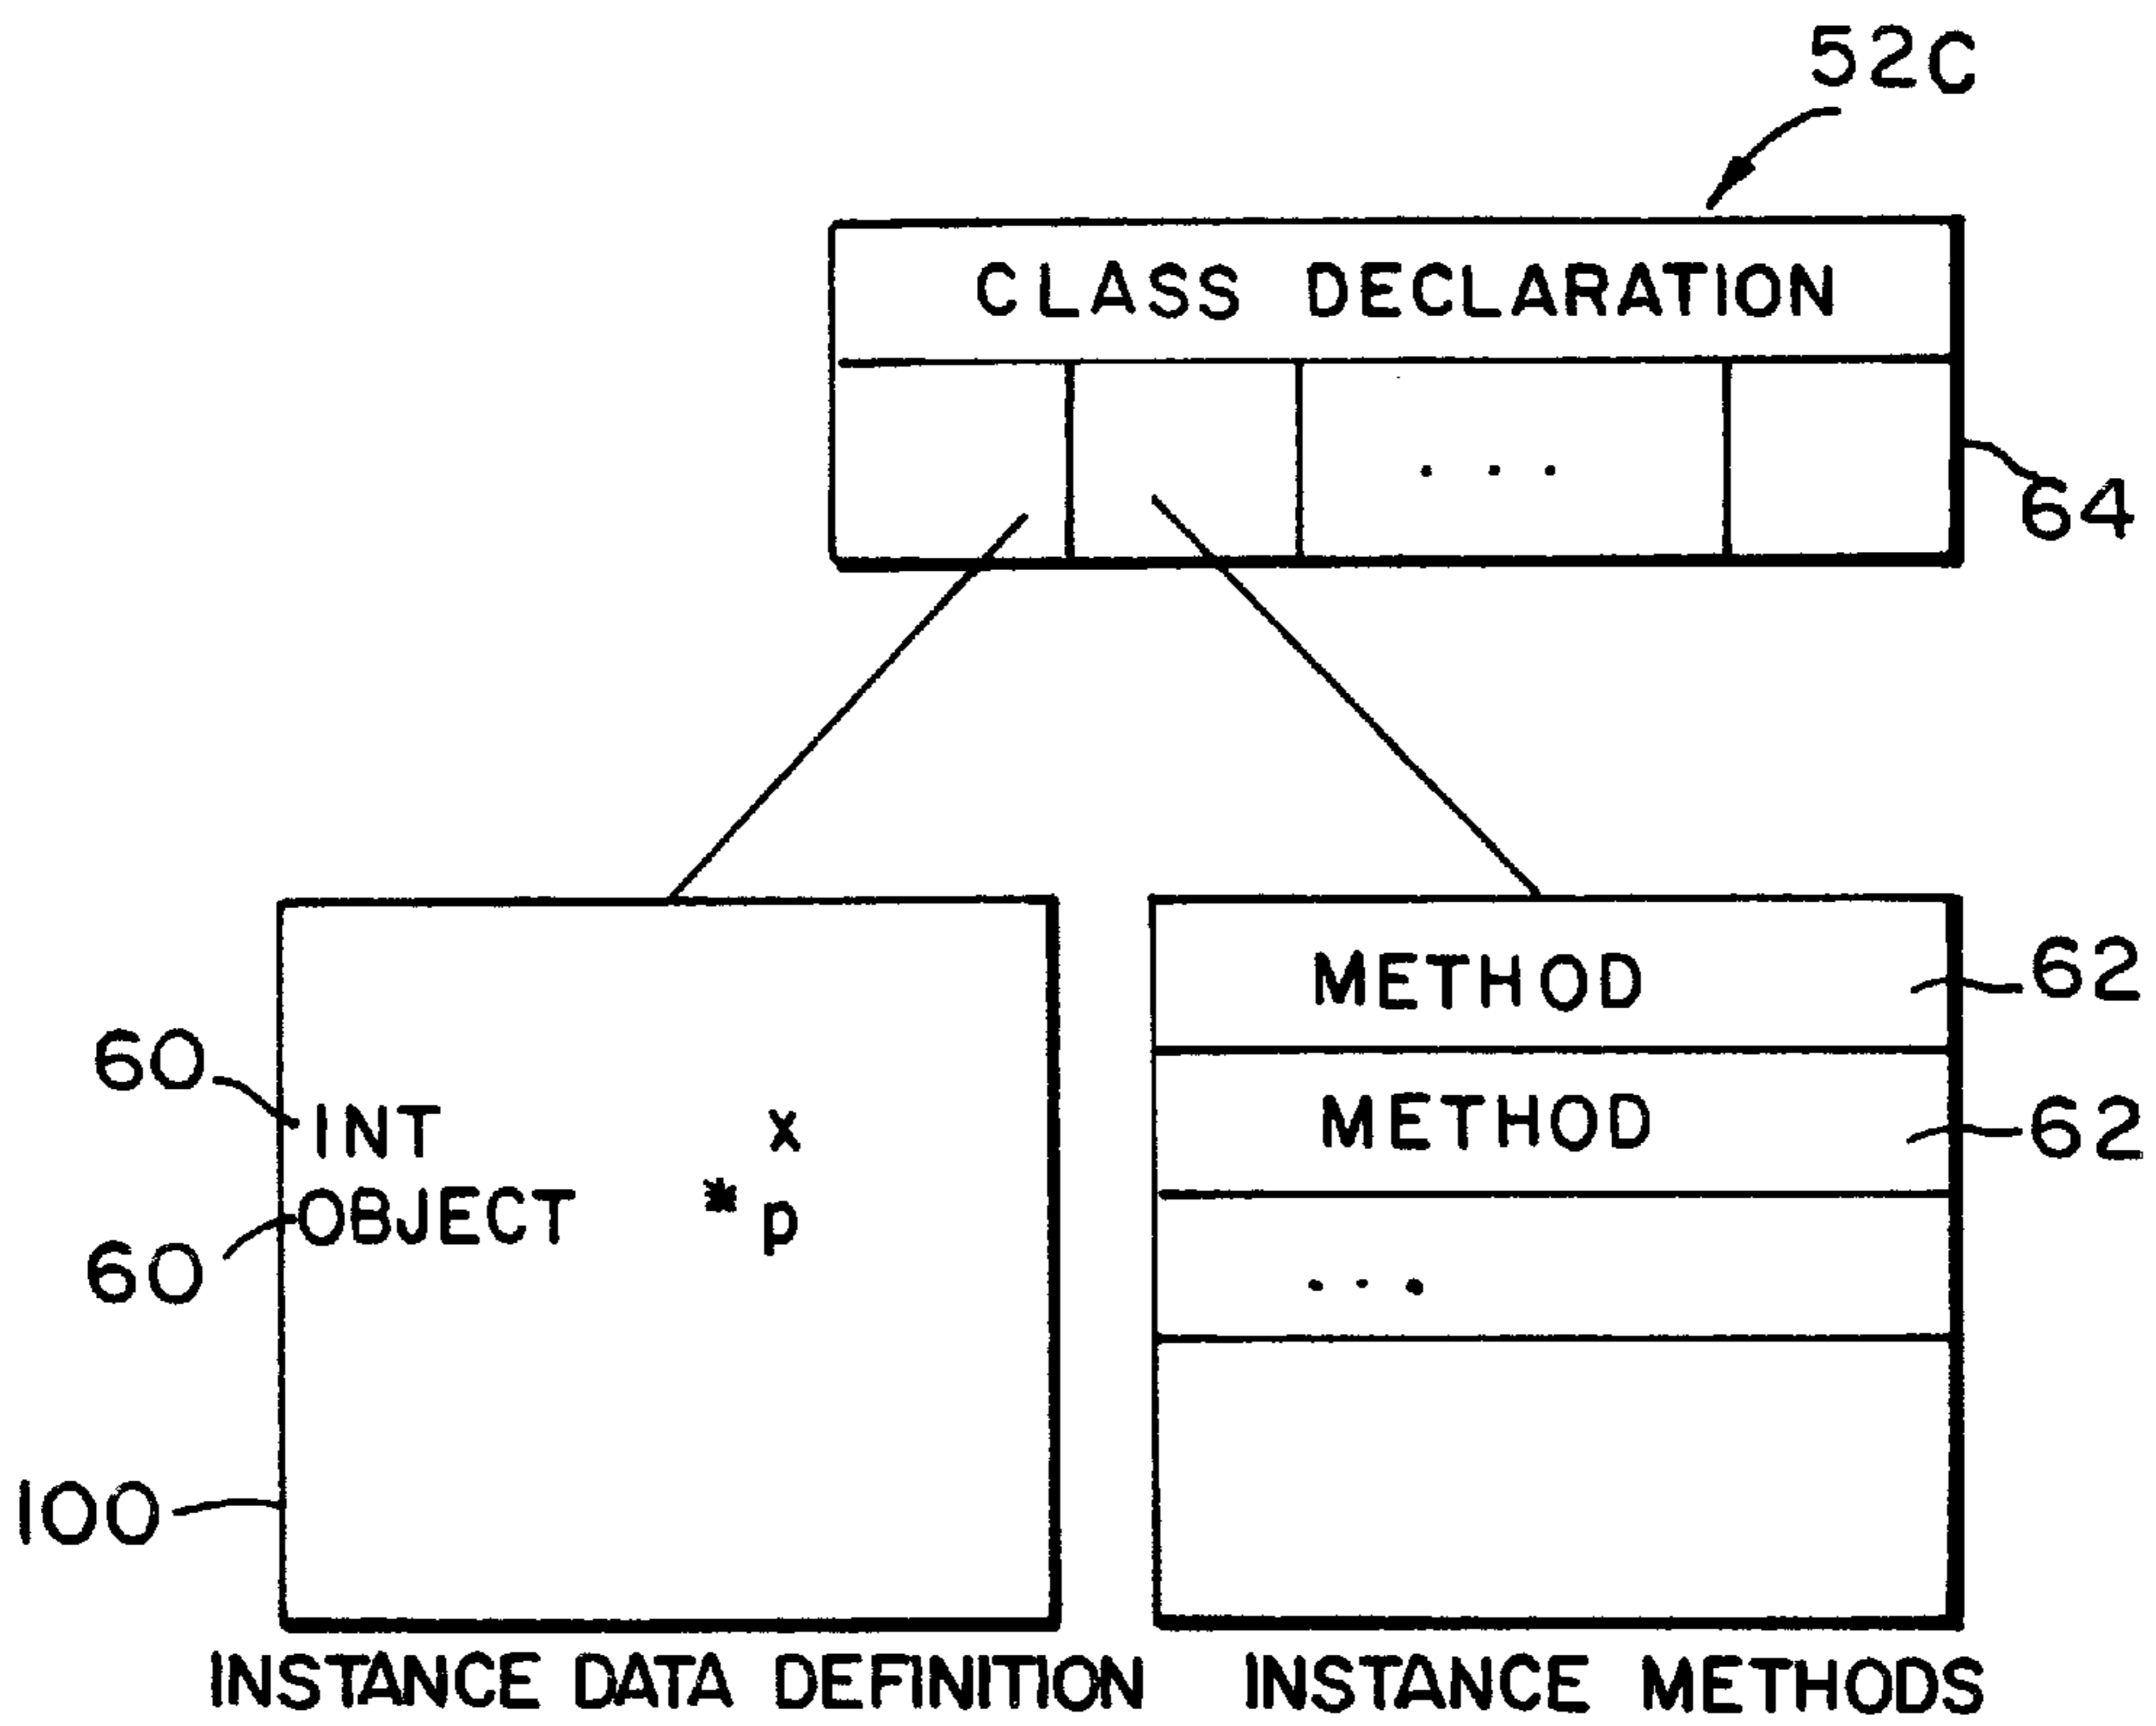 52C
CLASS DECLARATION
. . .
64
METHOD 62
60
INT x
METHOD 62
OBJECT * p
60
. . .
100
INSTANCE DATA DEFINITION
INSTANCE METHODS